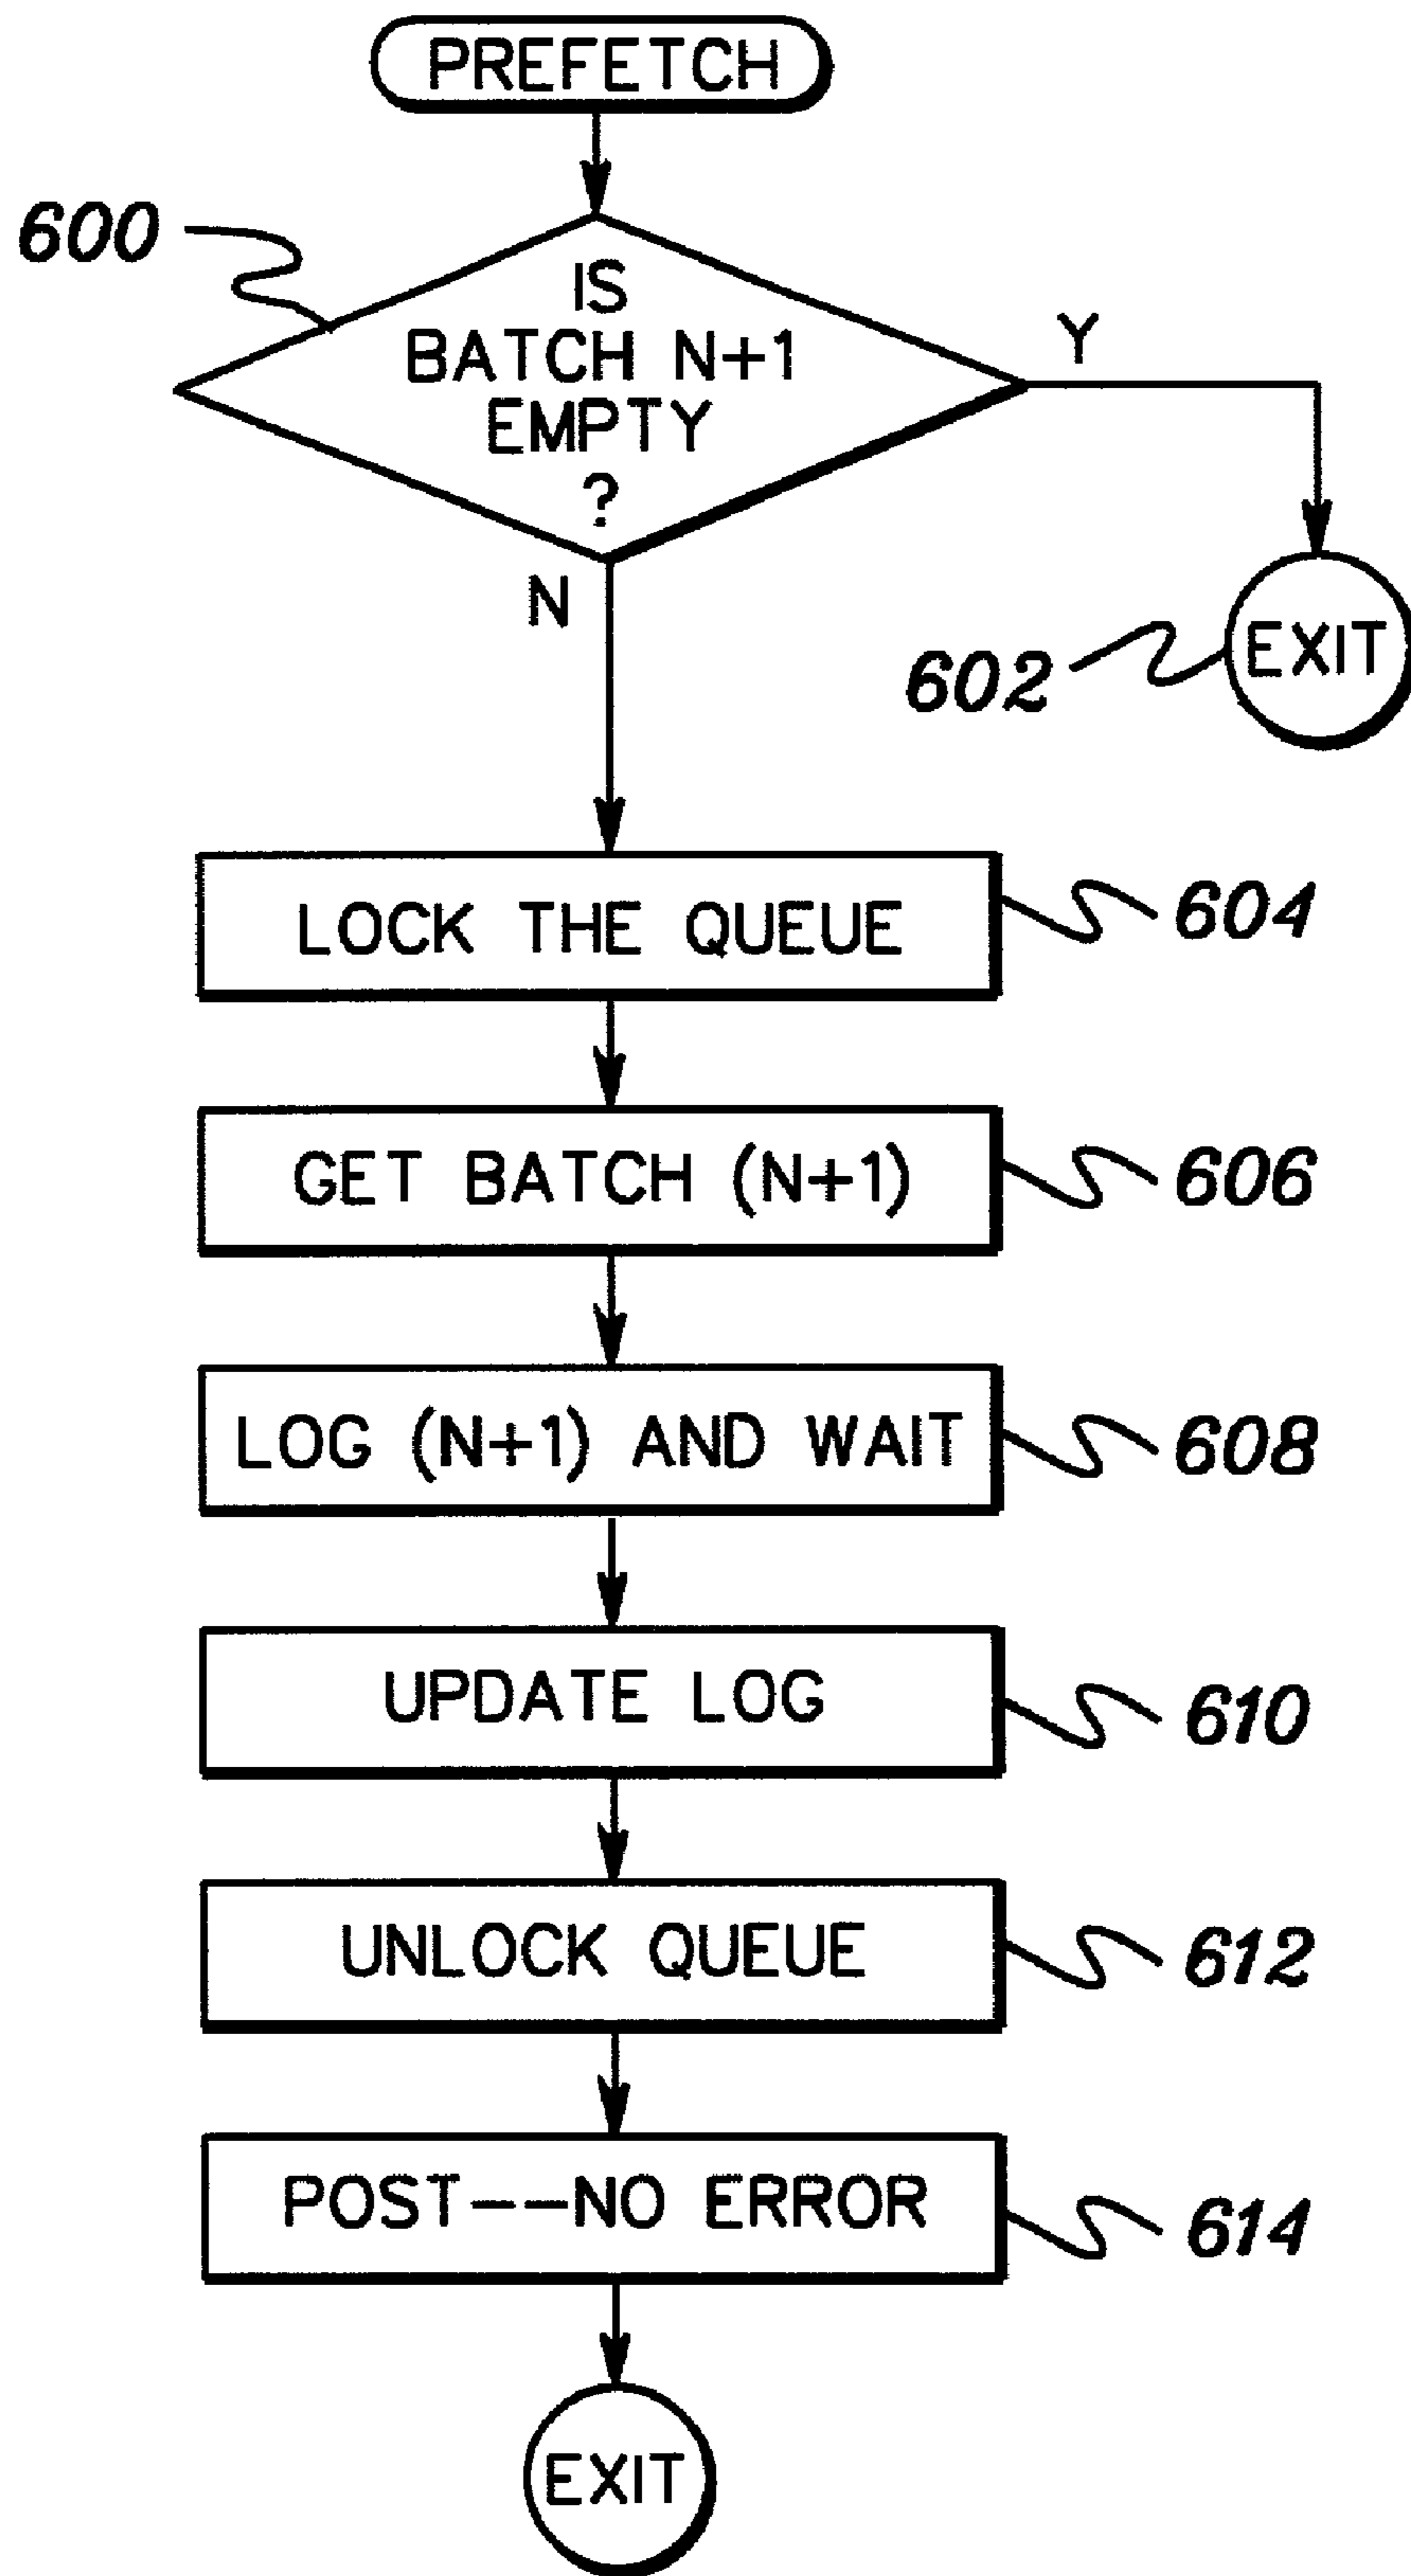 PREFETCH
600
IS
BATCH N+1
EMPTY
?
Y
N
602
EXIT
LOCK THE QUEUE
604
GET BATCH (N+1)
606
LOG (N+1) AND WAIT
608
UPDATE LOG
610
UNLOCK QUEUE
612
POST--NO ERROR
614
EXIT